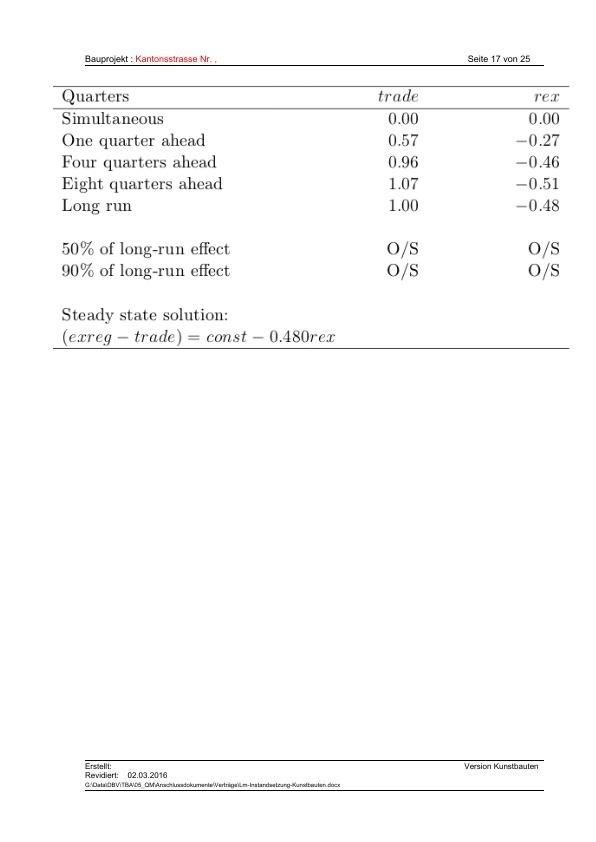 Bauprojekt : Kantonsstrasse Nr. , Seite 17 von 25
Quarters trade rex
Simultaneous 0.00 0.00
One quarter ahead 0.57 −0.27
Four quarters ahead 0.96 −0.46
Eight quarters ahead 1.07 −0.51
Long run 1.00 −0.48
50% of long-run effect O/S O/S
90% of long-run effect O/S O/S
Steady state solution:
(exreg − trade) = const − 0.480rex
Erstellt: Version Kunstbauten
Revidiert: 02.03.2016
G:\Data\DBV\TBA\05_QM\Anschlussdokumente\Verträge\Lm-Instandsetzung-Kunstbauten.docx